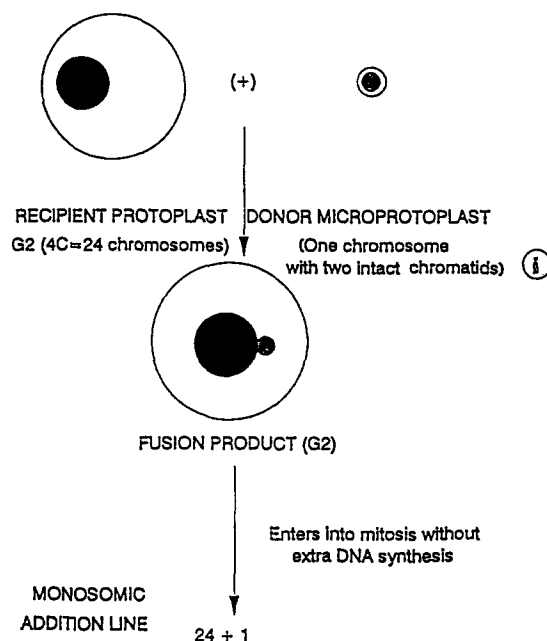 (+)
RECIPIENT PROTOPLAST
G2 (4C=24 chromosomes)
DONOR MICROPROTOPLAST
(One chromosome
with two intact chromatids)
FUSION PRODUCT (G2)
Enters into mitosis without
extra DNA synthesis
MONOSOMIC
ADDITION LINE
24 + 1